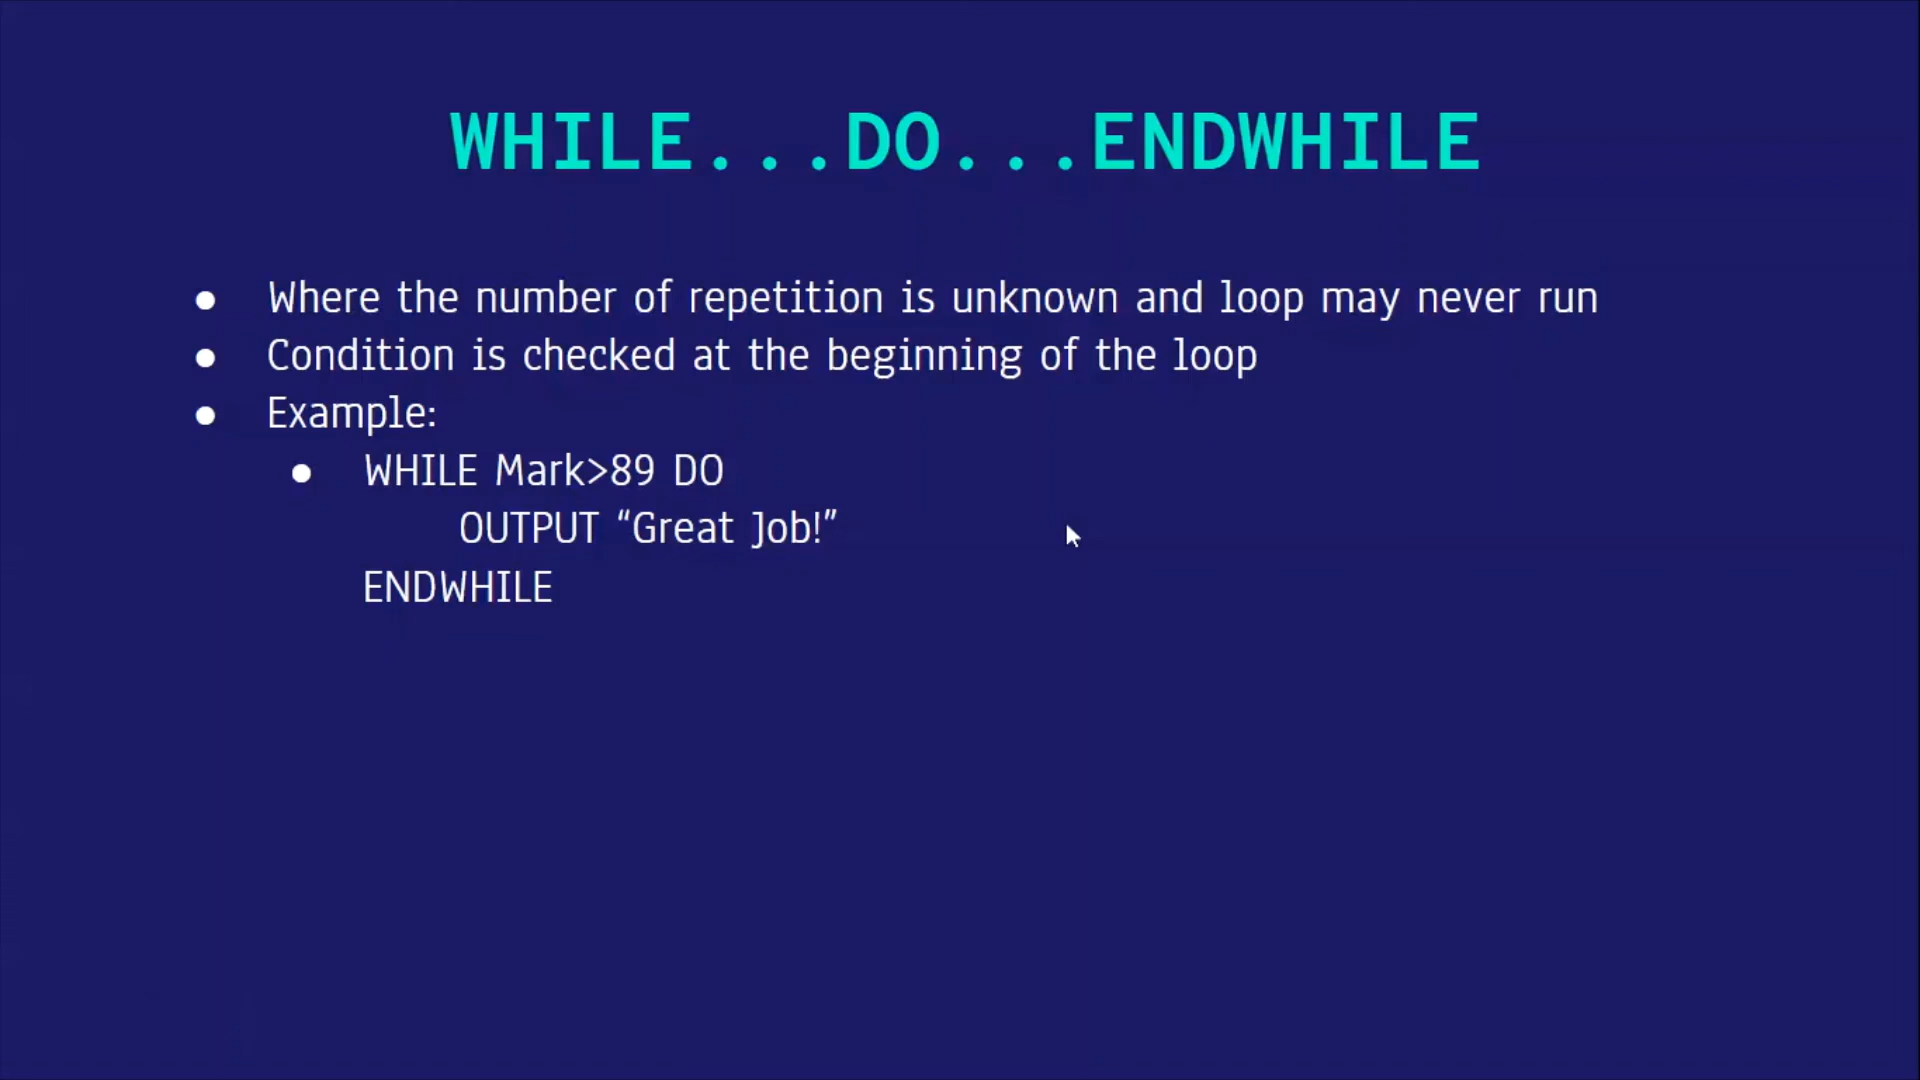 WHILE...DO...ENDWHILE
● Where the number of repetition is unknown and loop may never run
● Condition is checked at the beginning of the loop
● Example:
● WHILE Mark>89 DO
OUTPUT “Great Job!”
ENDWHILE